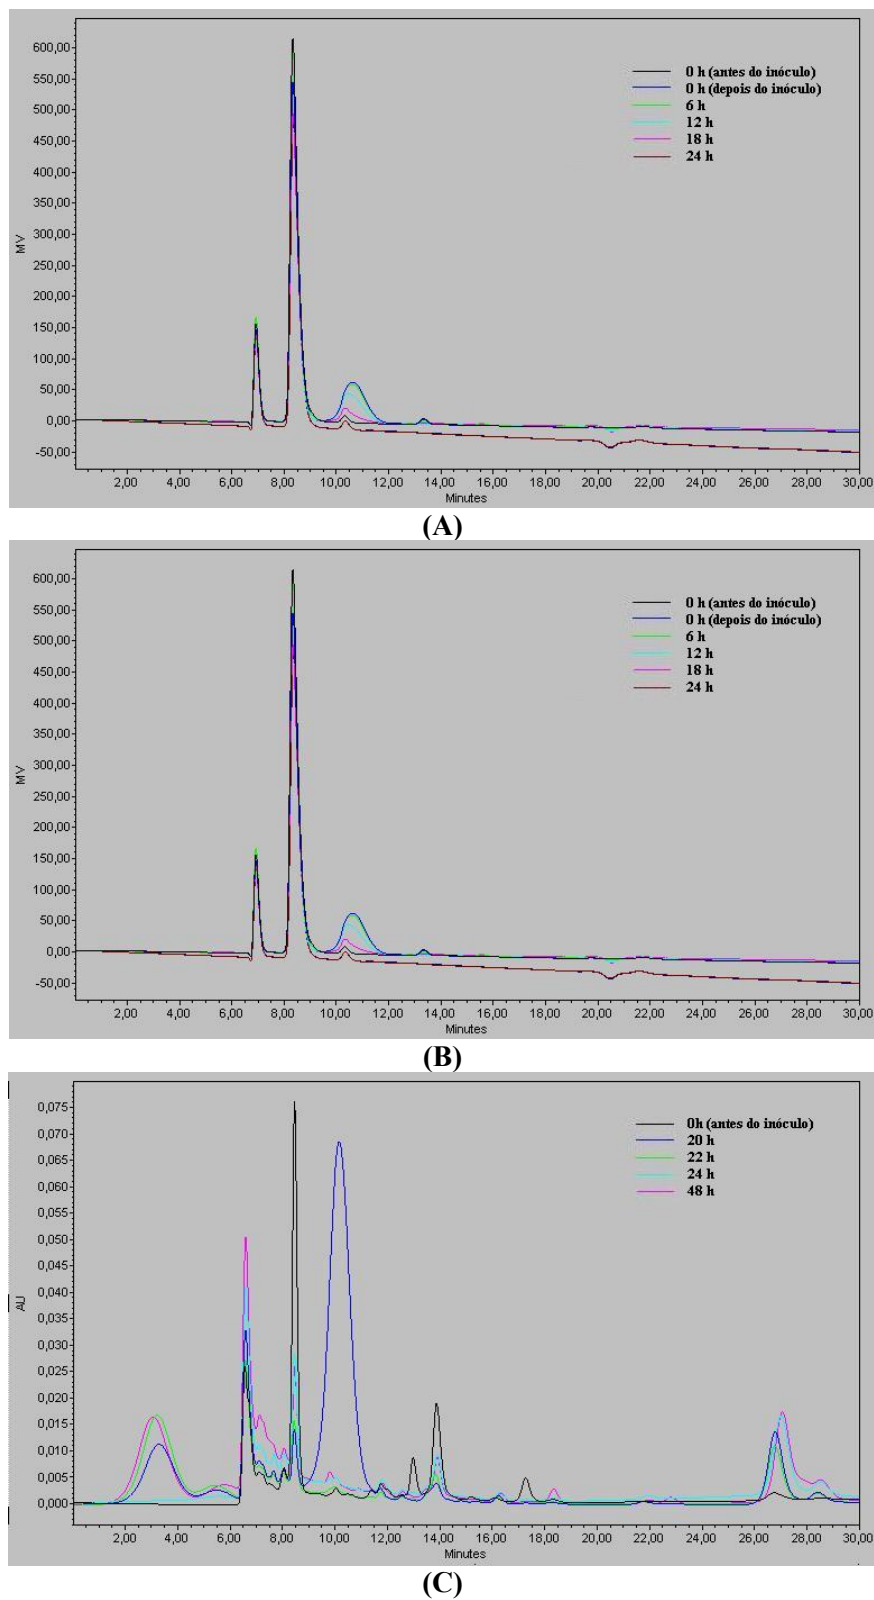 600,00
550,00
500,00
450,00
400,00
350,00
300,00
250,00
200,00
150,00
100,00
50,00
0,00
-50,00
MV
0 h (antes do inóculo)
0 h (depois do inóculo)
6 h
12 h
18 h
24 h
2,00 4,00 6,00 8,00 10,00 12,00 14,00 16,00 18,00 20,00 22,00 24,00 26,00 28,00 30,00
Minutes
(A)
600,00
550,00
500,00
450,00
400,00
350,00
300,00
250,00
200,00
150,00
100,00
50,00
0,00
-50,00
MV
0 h (antes do inóculo)
0 h (depois do inóculo)
6 h
12 h
18 h
24 h
2,00 4,00 6,00 8,00 10,00 12,00 14,00 16,00 18,00 20,00 22,00 24,00 26,00 28,00 30,00
Minutes
(B)
0,075
0,070
0,065
0,060
0,055
0,050
0,045
0,040
0,035
0,030
0,025
0,020
0,015
0,010
0,005
0,000
AU
0h (antes do inóculo)
20 h
22 h
24 h
48 h
2,00 4,00 6,00 8,00 10,00 12,00 14,00 16,00 18,00 20,00 22,00 24,00 26,00 28,00 30,00
Minutes
(C)